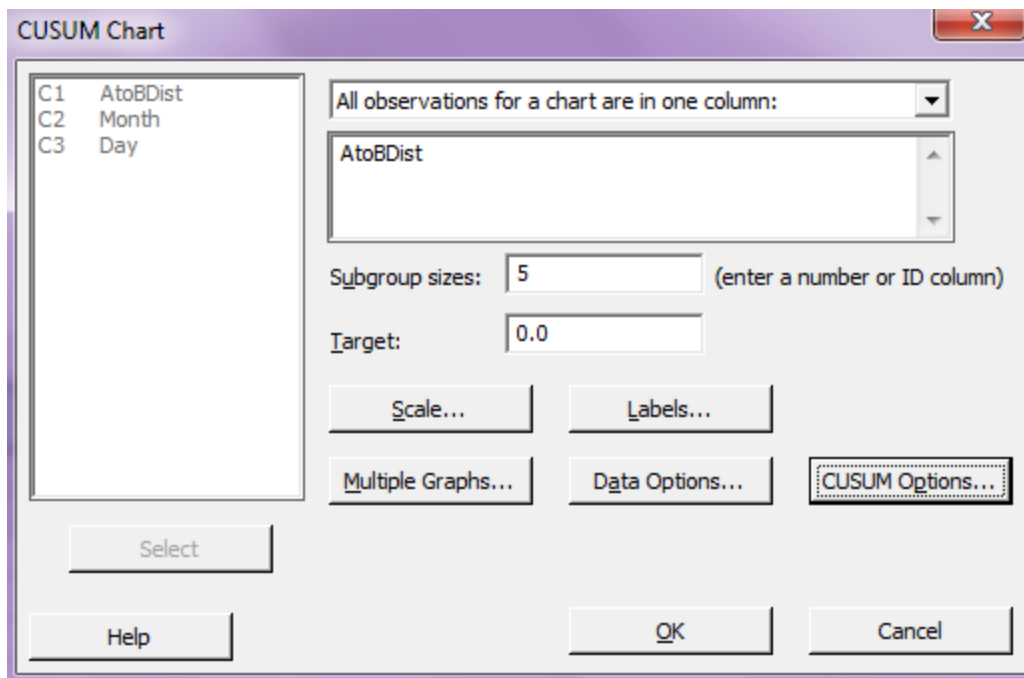 CUSUM Chart
x
C1 AtoBDist
C2 Month
C3 Day
All observations for a chart are in one column:
AtoBDist
Subgroup sizes: 5 (enter a number or ID column)
Target: 0.0
Scale... Labels...
Multiple Graphs... Data Options... CUSUM Options...
Select
Help OK Cancel